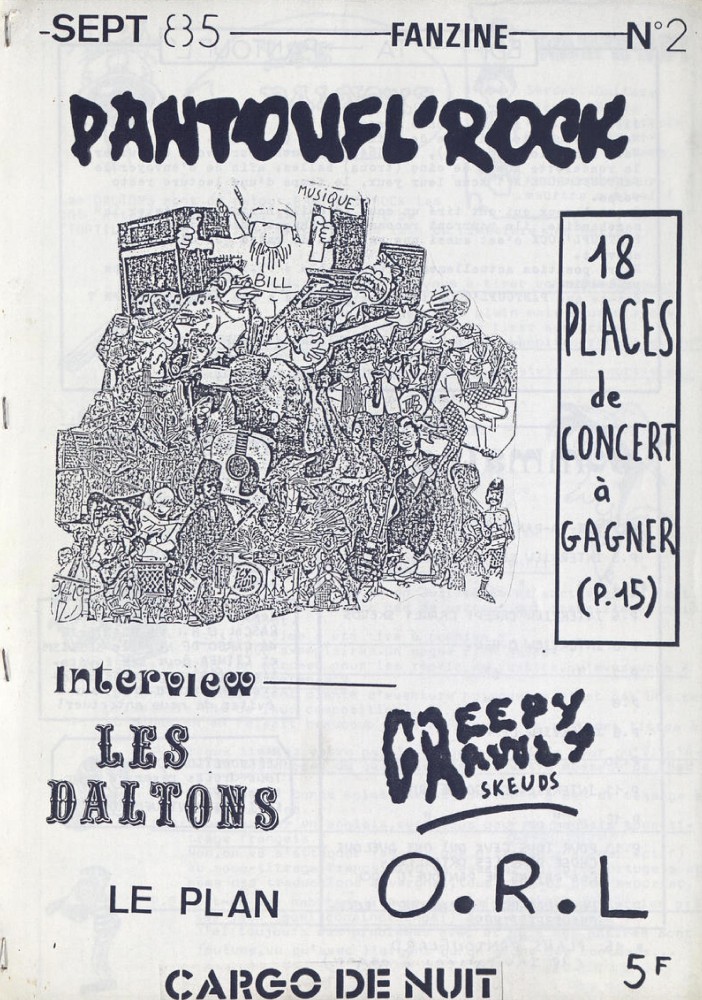 -SEPT 85 FANZINE N°2
PANTOUFL'ROCK
MUSIQUE
BILL
18
PLACES
de
CONCERT
à
GAGNER
(P.15)
Interview
LES
DALTONS
CREEPY
CRAWLY
SKEUDS
O.R.L
LE PLAN
CARGO DE NUIT
5F